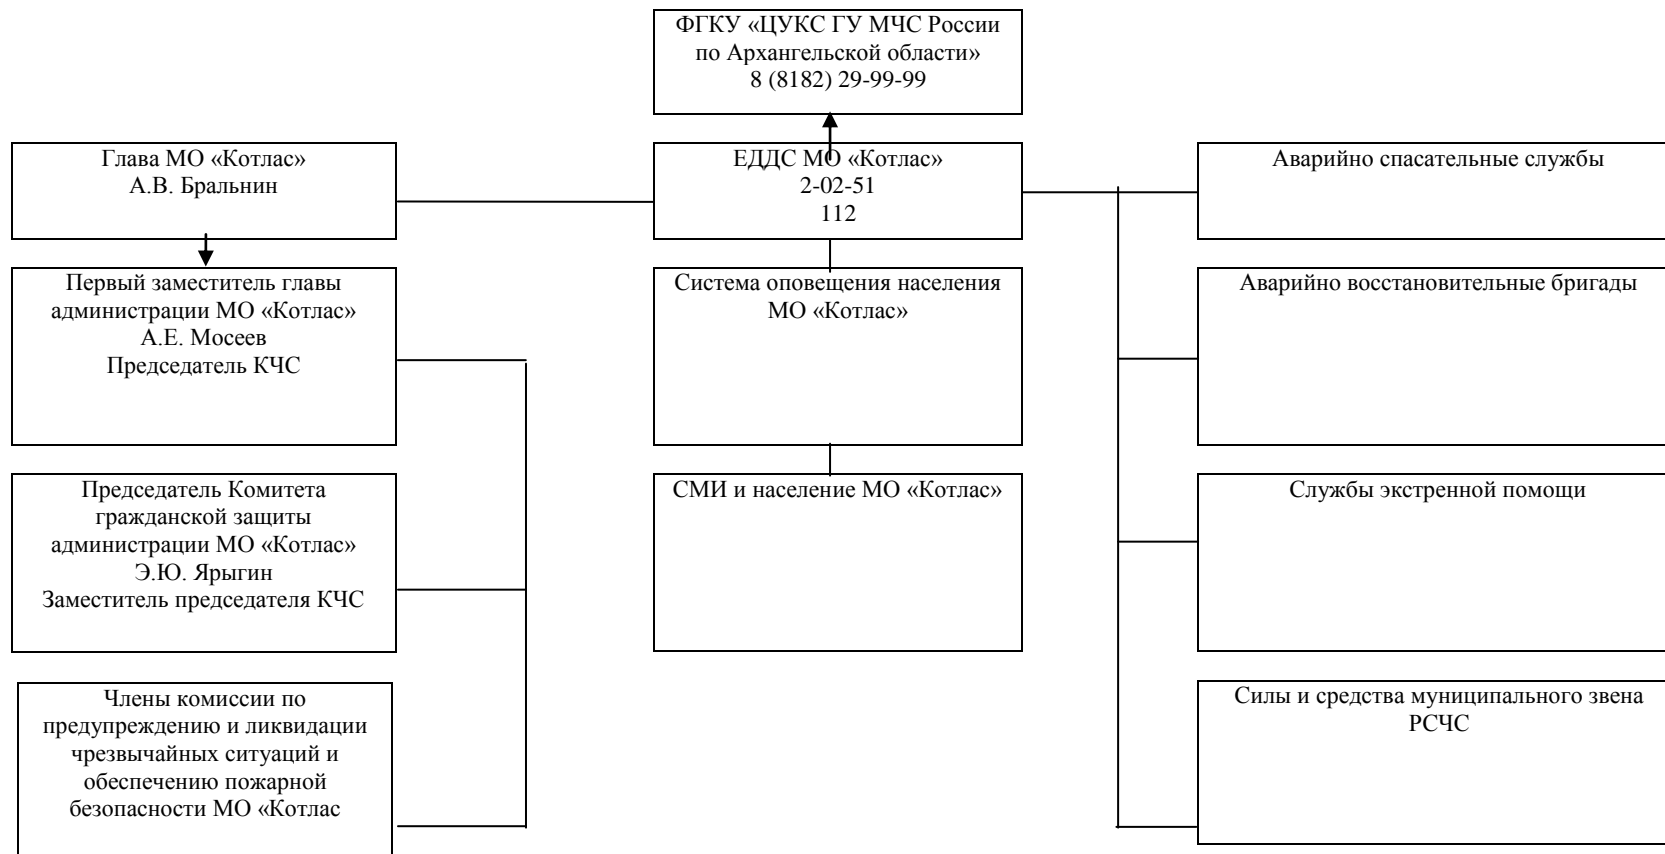 ФГКУ «ЦУКС ГУ МЧС России
по Архангельской области»
8 (8182) 29-99-99
Глава МО «Котлас»
А.В. Бральнин
ЕДДС МО «Котлас»
2-02-51
112
Аварийно спасательные службы
Первый заместитель главы
администрации МО «Котлас»
А.Е. Мосеев
Председатель КЧС
Система оповещения населения
МО «Котлас»
Аварийно восстановительные бригады
Председатель Комитета
гражданской защиты
администрации МО «Котлас»
Э.Ю. Ярыгин
Заместитель председателя КЧС
СМИ и население МО «Котлас»
Службы экстренной помощи
Члены комиссии по
предупреждению и ликвидации
чрезвычайных ситуаций и
обеспечению пожарной
безопасности МО «Котлас
Силы и средства муниципального звена
РСЧС